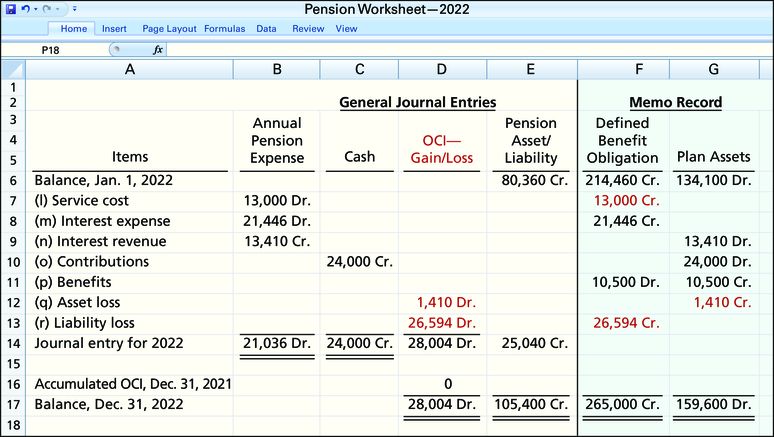 Pension Worksheet—2022
Home Insert Page Layout Formulas Data Review View
P18 fx
A B C D E F G
1
2 General Journal Entries Memo Record
3 Annual Pension Defined
4 Pension OCI— Asset/ Benefit
5 Items Expense Cash Gain/Loss Liability Obligation Plan Assets
6 Balance, Jan. 1, 2022 80,360 Cr. 214,460 Cr. 134,100 Dr.
7 (l) Service cost 13,000 Dr. 13,000 Cr.
8 (m) Interest expense 21,446 Dr. 21,446 Cr.
9 (n) Interest revenue 13,410 Cr. 13,410 Dr.
10 (o) Contributions 24,000 Cr. 24,000 Dr.
11 (p) Benefits 10,500 Dr. 10,500 Cr.
12 (q) Asset loss 1,410 Dr. 1,410 Cr.
13 (r) Liability loss 26,594 Dr. 26,594 Cr.
14 Journal entry for 2022 21,036 Dr. 24,000 Cr. 28,004 Dr. 25,040 Cr.
15
16 Accumulated OCI, Dec. 31, 2021 0
17 Balance, Dec. 31, 2022 28,004 Dr. 105,400 Cr. 265,000 Cr. 159,600 Dr.
18